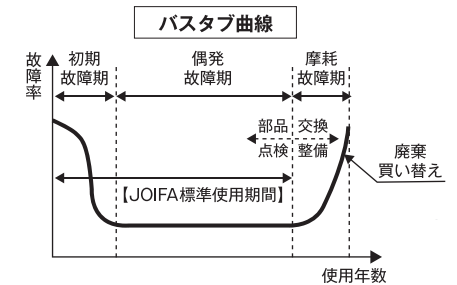 バスタブ曲線
故障率
初期
故障期
偶発
故障期
摩耗
故障期
部品
点検
交換
整備
廃棄
買い替え
【JOIFA標準使用期間】
使用年数